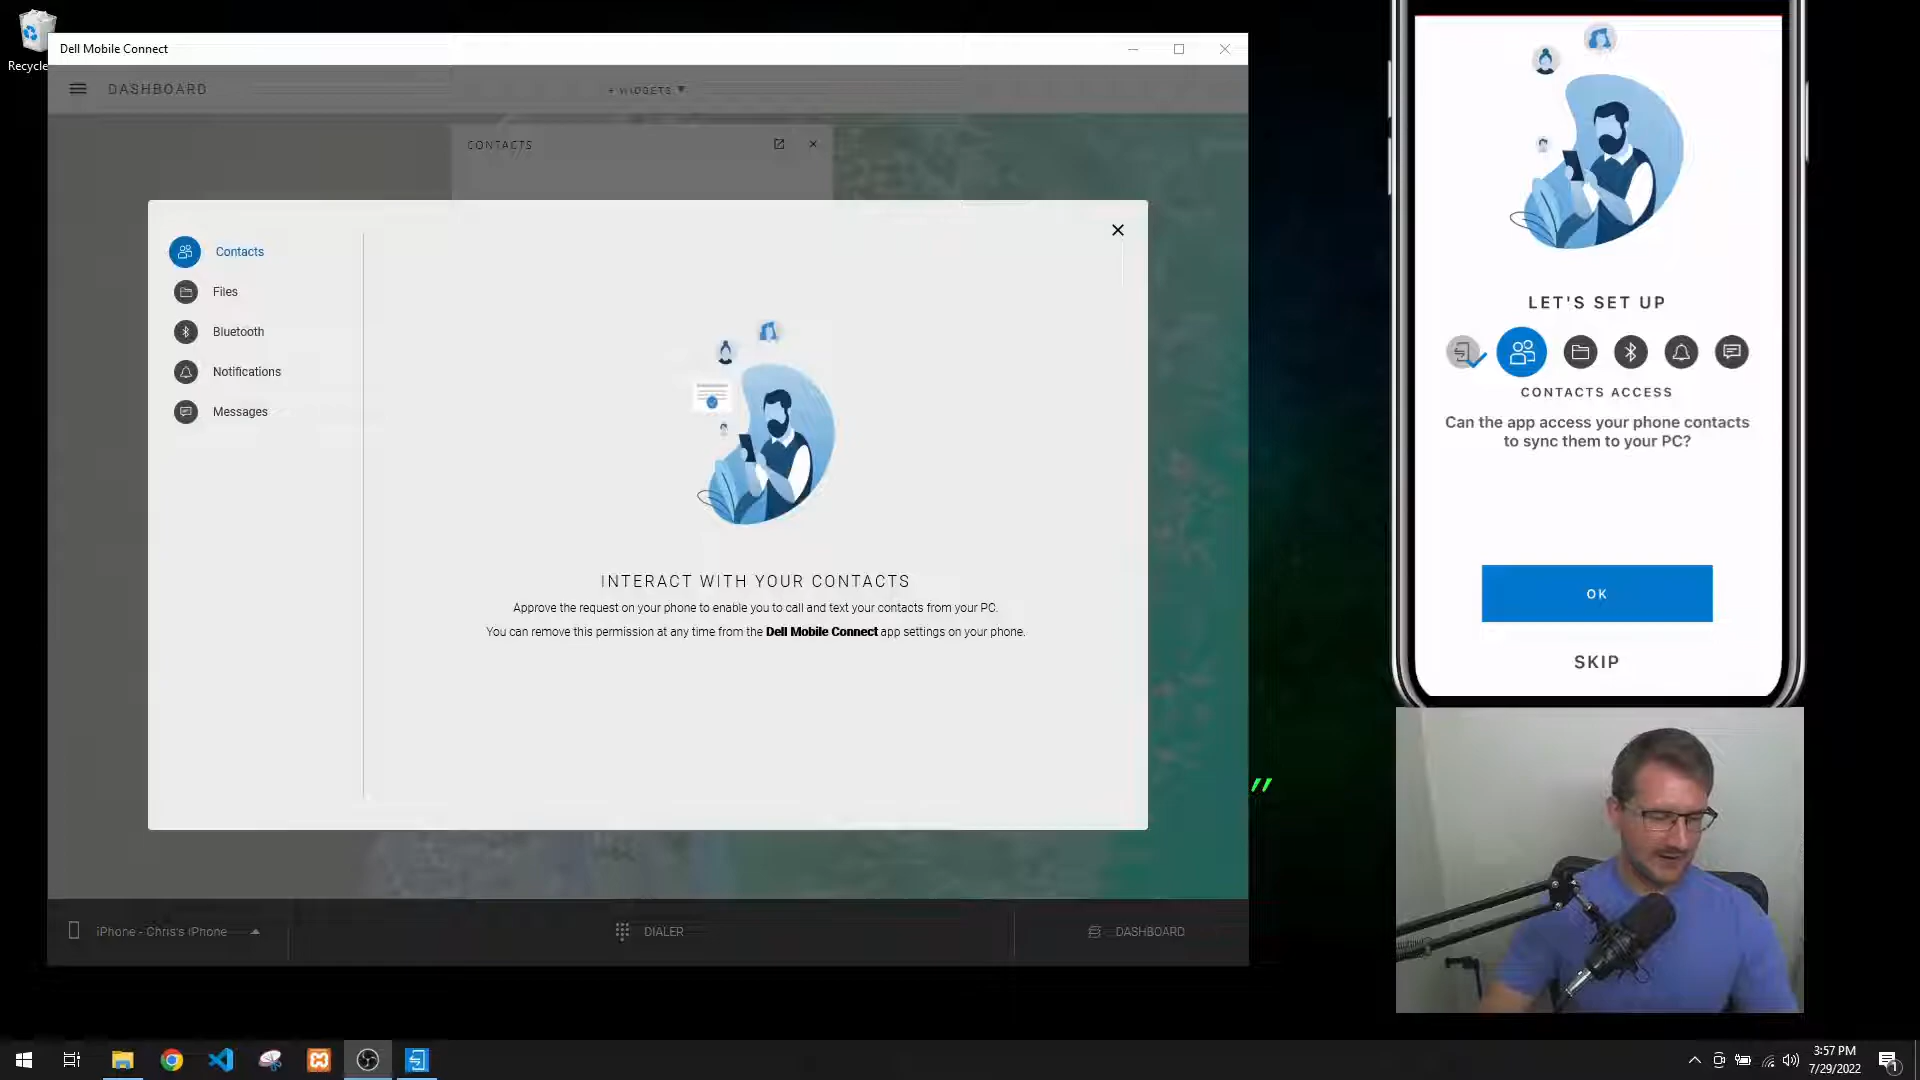 Recycle
Dell Mobile Connect
DASHBOARD
+ WIDGETS
CONTACTS
Contacts
Files
Bluetooth
Notifications
Messages
INTERACT WITH YOUR CONTACTS
Approve the request on your phone to enable you to call and text your contacts from your PC.
You can remove this permission at any time from the Dell Mobile Connect app settings on your phone.
iPhone - Chris's iPhone
DIALER
DASHBOARD
LET'S SET UP
CONTACTS ACCESS
Can the app access your phone contacts
to sync them to your PC?
OK
SKIP
3:57 PM
7/29/2022
1